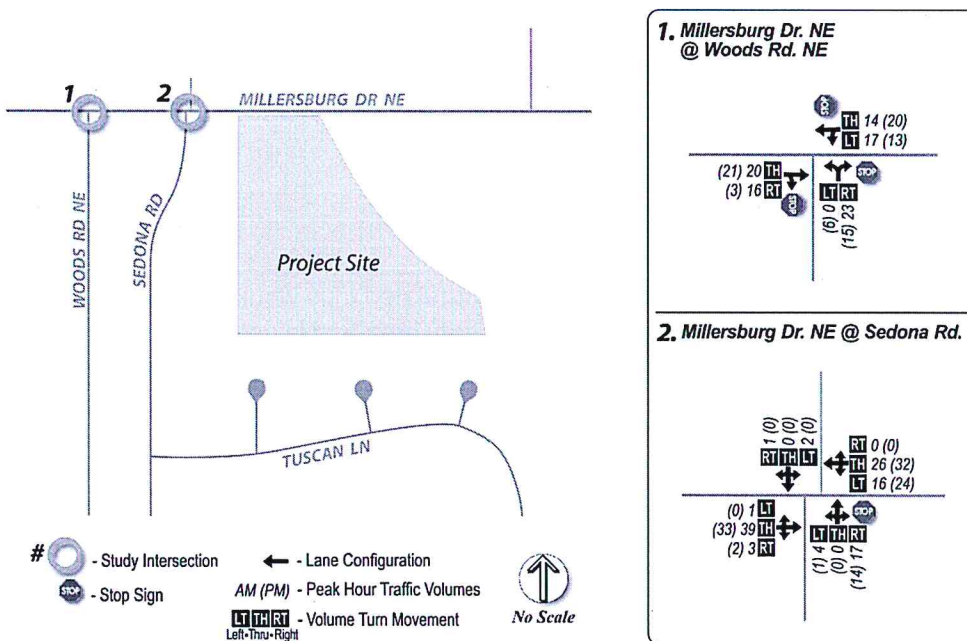 1
2
MILLERSBURG DR NE
WOODS RD NE
SEDONA RD
Project Site
TUSCAN LN
# - Study Intersection
STOP - Stop Sign
- Lane Configuration
AM (PM) - Peak Hour Traffic Volumes
LT TH RT - Volume Turn Movement
Left•Thru•Right
No Scale
1. Millersburg Dr. NE
@ Woods Rd. NE
STOP
TH 14 (20)
LT 17 (13)
(21) 20 TH
(3) 16 RT
STOP
STOP
LT RT
(6) 0
(15) 23
2. Millersburg Dr. NE @ Sedona Rd.
1 (0)
0 (0)
2 (0)
RT TH LT
RT 0 (0)
TH 26 (32)
LT 16 (24)
(0) 1 LT
(33) 39 TH
(2) 3 RT
STOP
LT TH RT
(1) 4
(0) 0
(14) 17